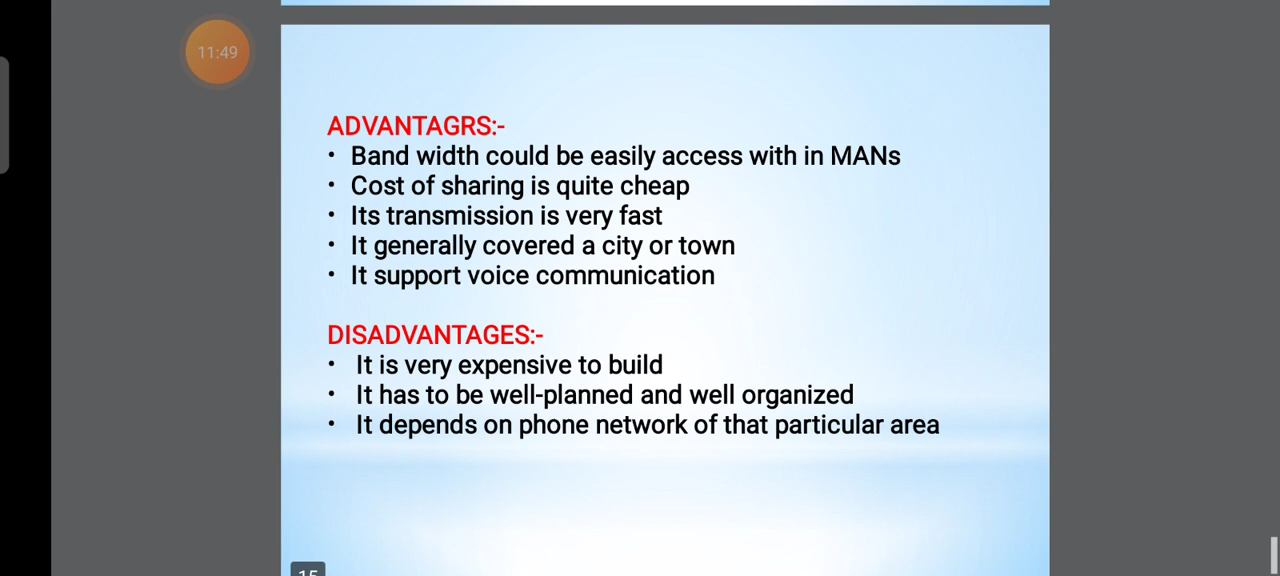 11:49
ADVANTAGRS:-
• Band width could be easily access with in MANs
• Cost of sharing is quite cheap
• Its transmission is very fast
• It generally covered a city or town
• It support voice communication
DISADVANTAGES:-
• It is very expensive to build
• It has to be well-planned and well organized
• It depends on phone network of that particular area
15